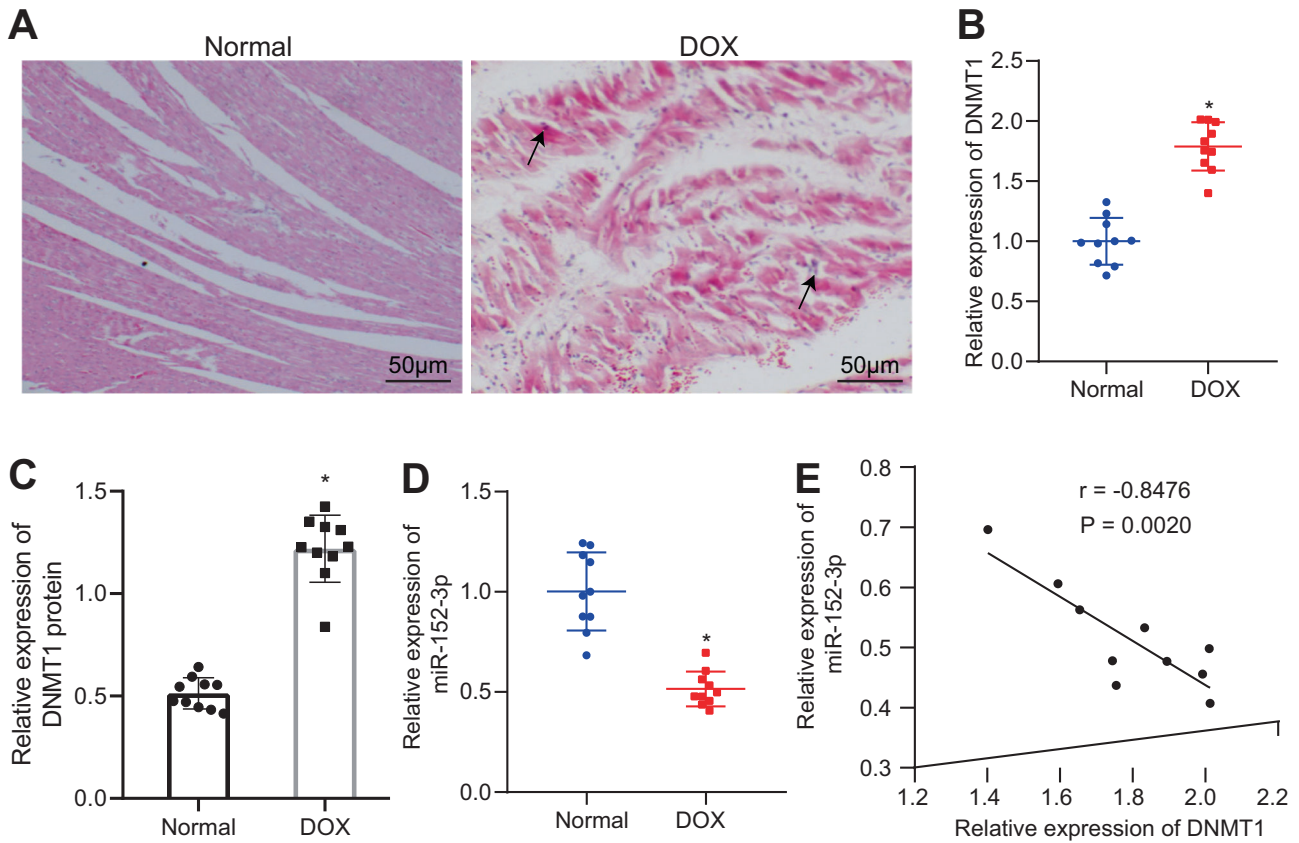 A
Normal
DOX
50μm
50μm
B
Relative expression of DNMT1
2.5
2.0
1.5
1.0
0.5
0.0
*
Normal
DOX
C
Relative expression of
DNMT1 protein
1.5
1.0
0.5
0.0
*
Normal
DOX
D
Relative expression of
miR-152-3p
1.5
1.0
0.5
0.0
*
Normal
DOX
E
Relative expression of
miR-152-3p
0.8
0.7
0.6
0.5
0.4
0.3
r = -0.8476
P = 0.0020
1.2
1.4
1.6
1.8
2.0
2.2
Relative expression of DNMT1